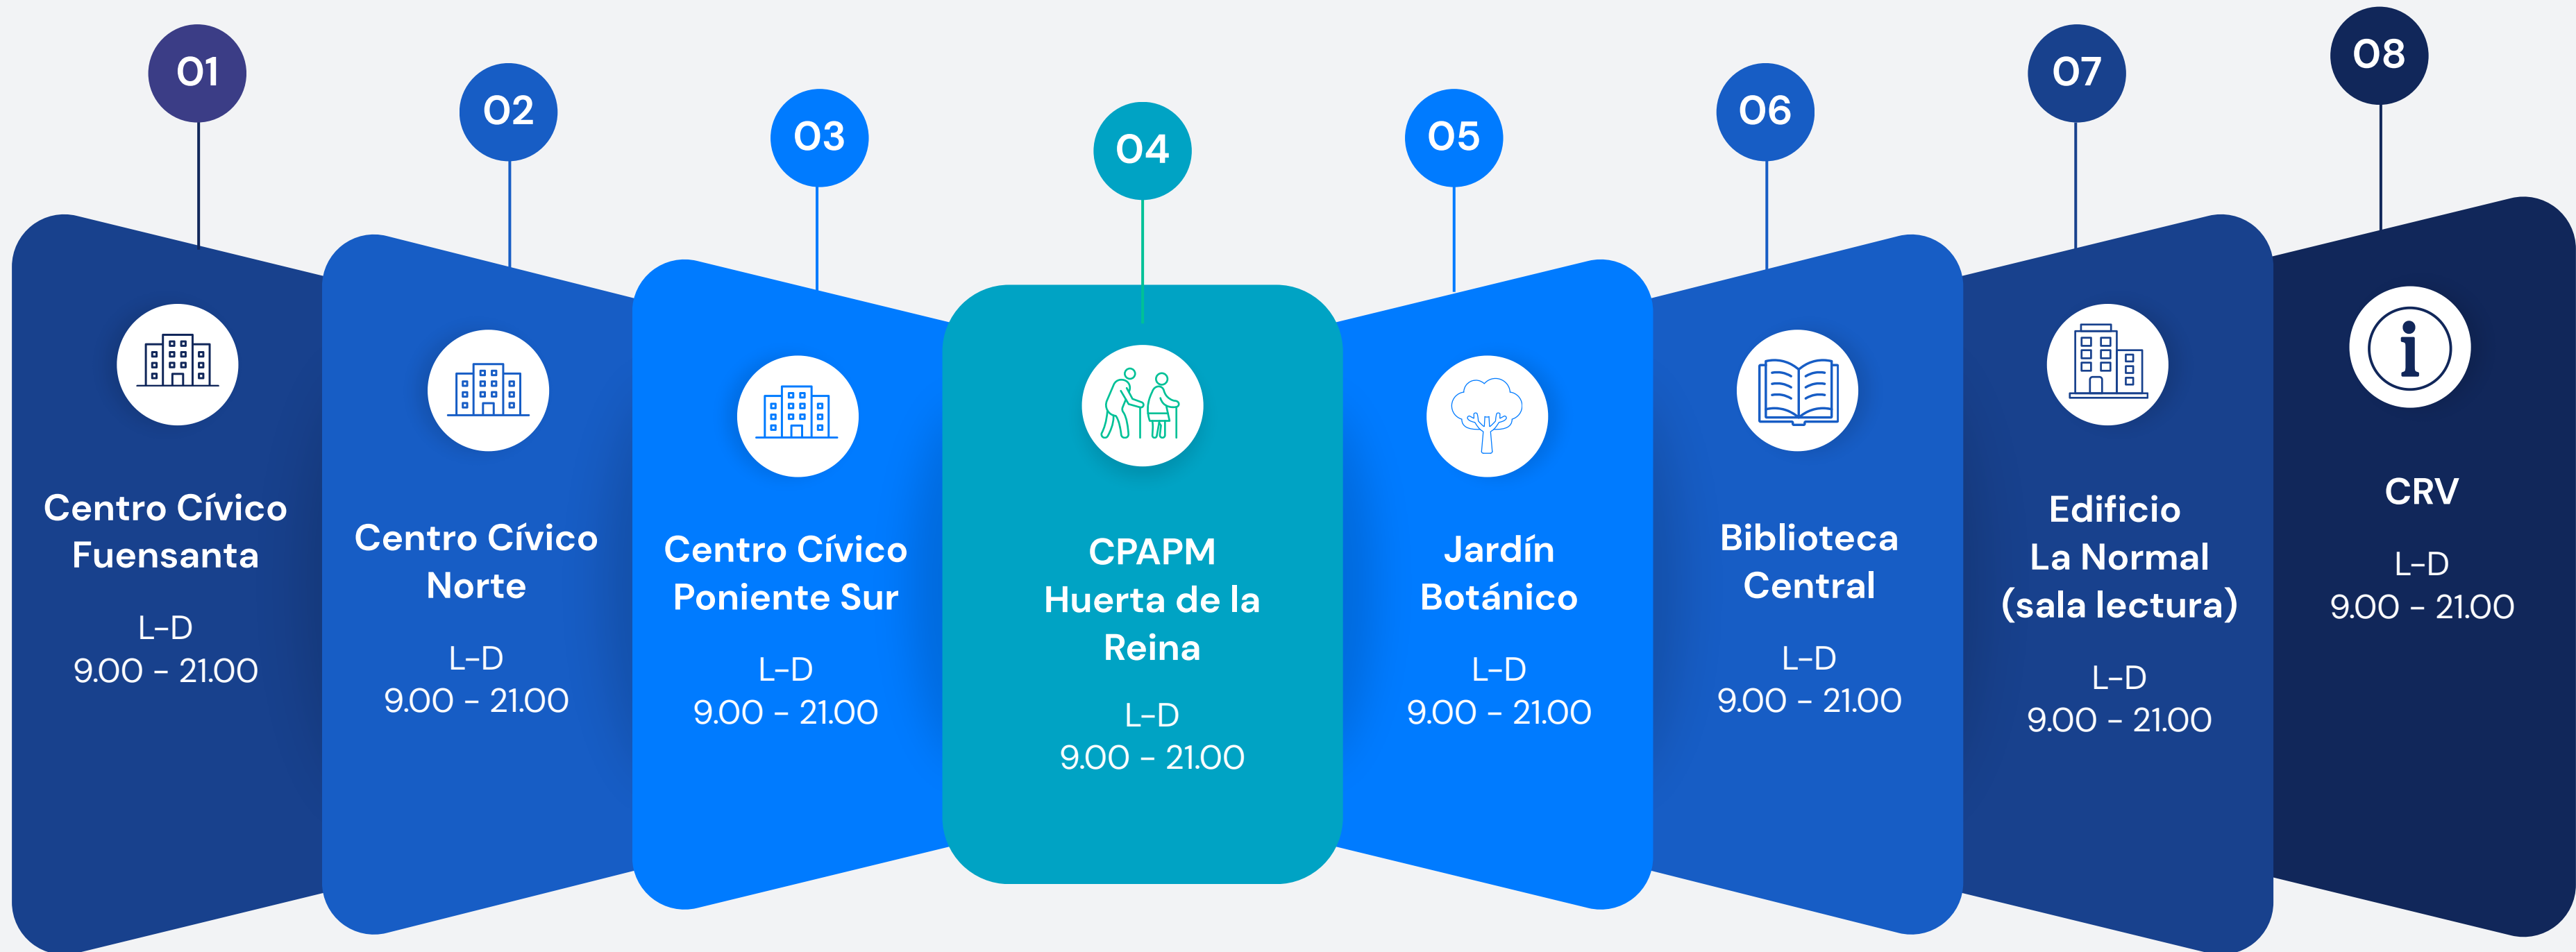 01
Centro Cívico
Fuensanta
L-D
9.00 - 21.00
02
Centro Cívico
Norte
L-D
9.00 - 21.00
03
Centro Cívico
Poniente Sur
L-D
9.00 - 21.00
04
CPAPM
Huerta de la
Reina
L-D
9.00 - 21.00
05
Jardín
Botánico
L-D
9.00 - 21.00
06
Biblioteca
Central
L-D
9.00 - 21.00
07
Edificio
La Normal
(sala lectura)
L-D
9.00 - 21.00
08
CRV
L-D
9.00 - 21.00